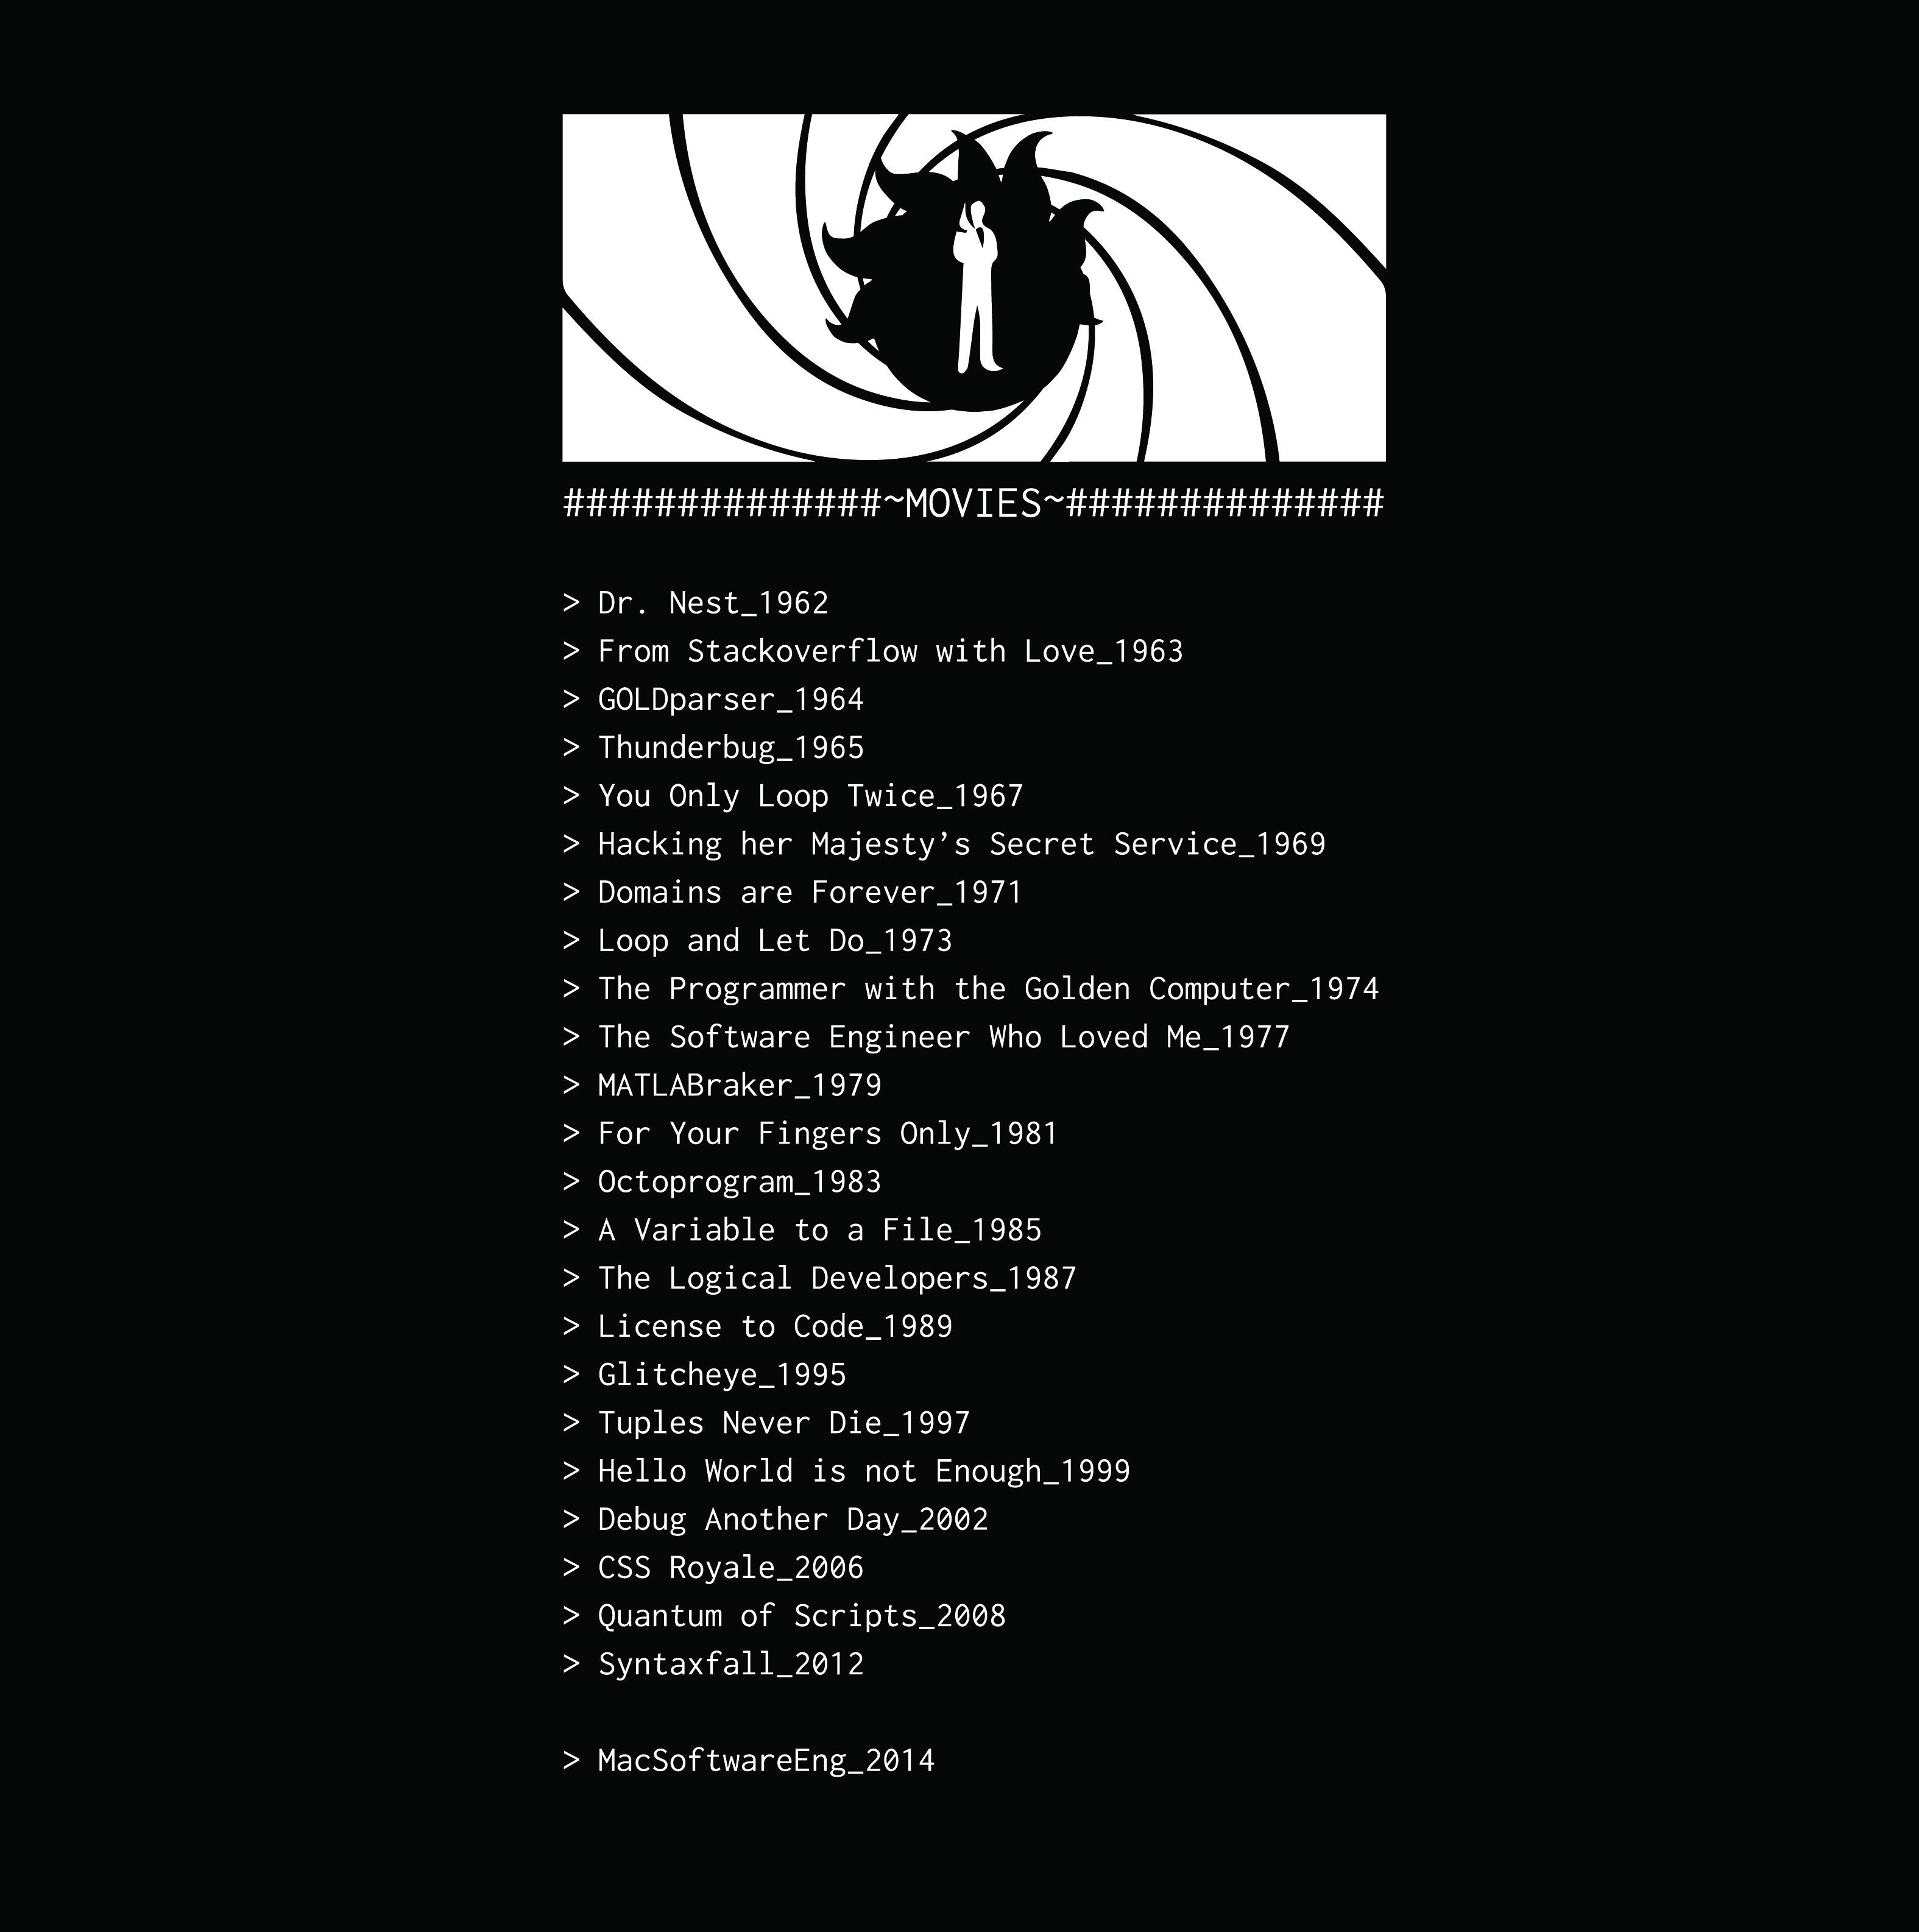 ##############~MOVIES~##############
> Dr. Nest_1962
> From Stackoverflow with Love_1963
> GOLDparser_1964
> Thunderbug_1965
> You Only Loop Twice_1967
> Hacking her Majesty’s Secret Service_1969
> Domains are Forever_1971
> Loop and Let Do_1973
> The Programmer with the Golden Computer_1974
> The Software Engineer Who Loved Me_1977
> MATLABraker_1979
> For Your Fingers Only_1981
> Octoprogram_1983
> A Variable to a File_1985
> The Logical Developers_1987
> License to Code_1989
> Glitcheye_1995
> Tuples Never Die_1997
> Hello World is not Enough_1999
> Debug Another Day_2002
> CSS Royale_2006
> Quantum of Scripts_2008
> Syntaxfall_2012
> MacSoftwareEng_2014